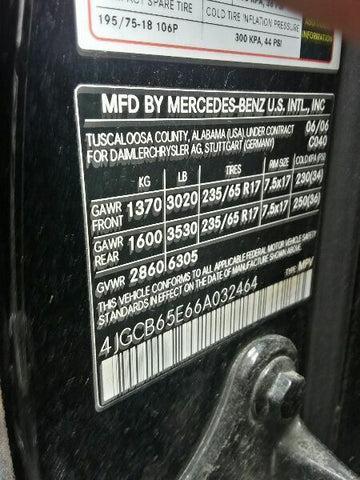 SPARE TIRE
195/75-18 106P
COLD TIRE INFLATION PRESSURE
300 KPA, 44 PSI
MFD BY MERCEDES-BENZ U.S. INTL., INC
TUSCALOOSA COUNTY, ALABAMA (USA), UNDER CONTRACT 06/06
FOR DAIMLERCHRYSLER AG, STUTTGART (GERMANY) C040
KG LB TIRES RIM SIZE COLD KPA (PSI)
GAWR FRONT 1370 3020 235/65 R17 7.5x17 230(34)
GAWR REAR 1600 3530 235/65 R17 7.5x17 250(36)
GVWR 2860 6305
THIS VEHICLE CONFORMS TO ALL APPLICABLE FEDERAL MOTOR VEHICLE SAFETY
STANDARDS IN EFFECT ON THE DATE OF MANUFACTURE SHOWN ABOVE
4JGCB65E66A032464 TYPE: MPV